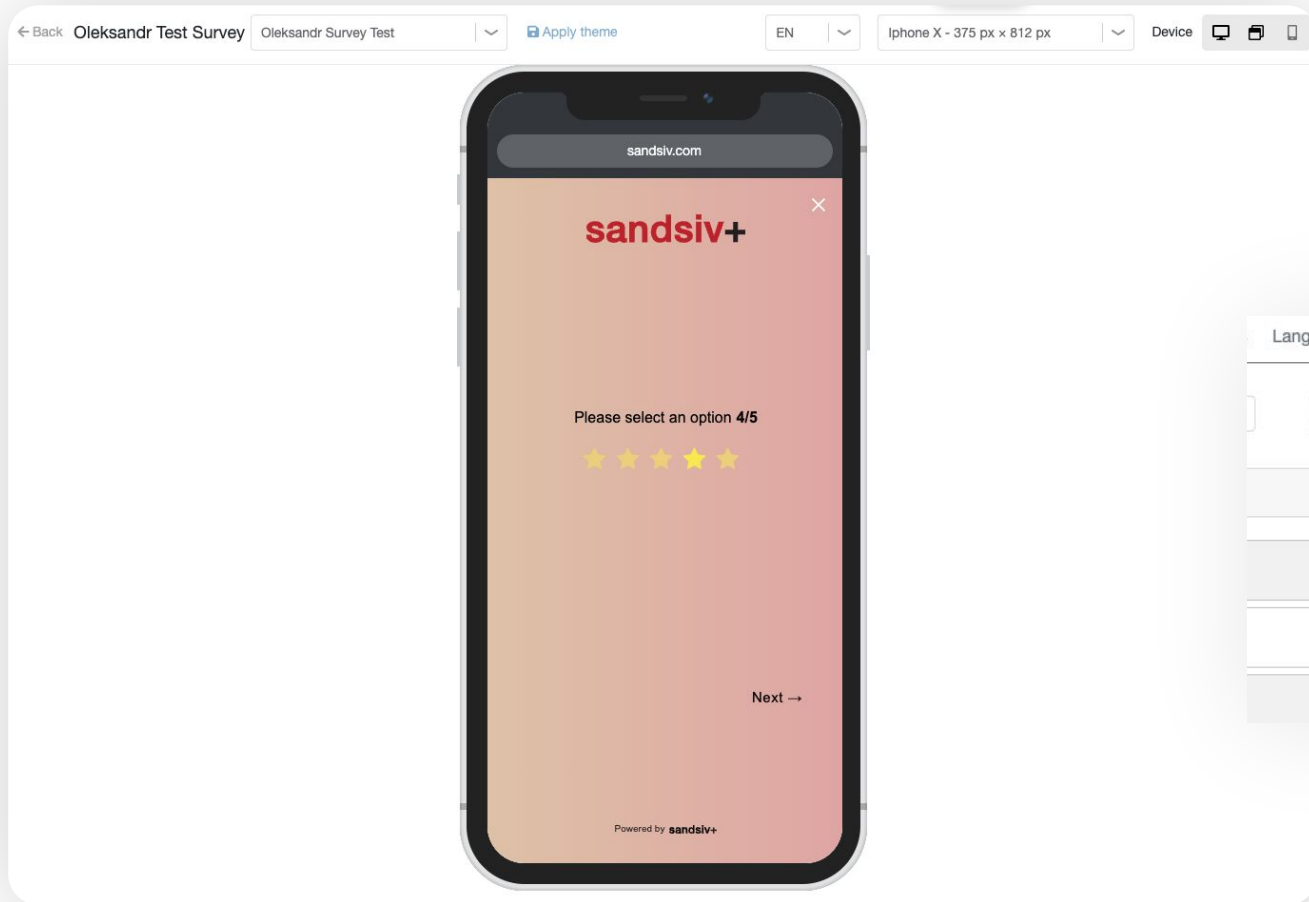 ← Back Oleksandr Test Survey Oleksandr Survey Test Apply theme EN Iphone X - 375 px × 812 px Device
sandsiv.com
sandsiv+
Please select an option 4/5
Next →
Powered by sandsiv+
Lang